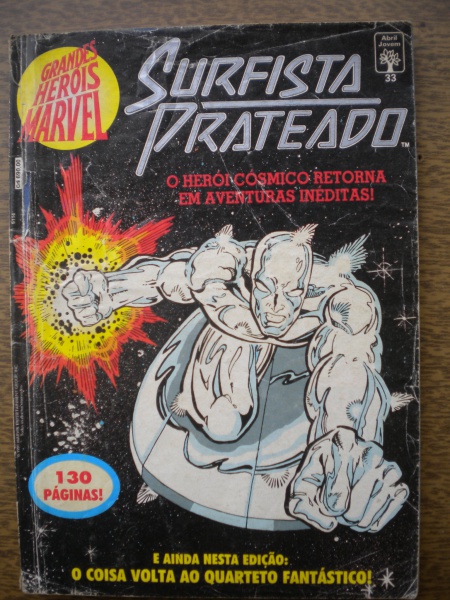 GRANDES
HERÓIS
MARVEL
Abril
Jovem
33
SURFISTA
PRATEADO
TM
O HERÓI CÓSMICO RETORNA
EM AVENTURAS INÉDITAS!
130
PÁGINAS!
E AINDA NESTA EDIÇÃO:
O COISA VOLTA AO QUARTETO FANTÁSTICO!